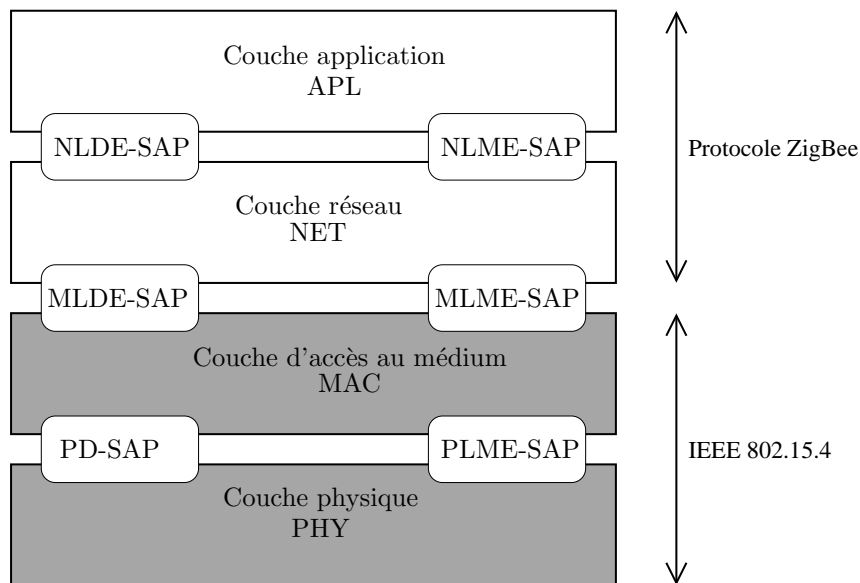 Couche application
APL
NLDE-SAP
NLME-SAP
Protocole ZigBee
Couche réseau
NET
MLDE-SAP
MLME-SAP
Couche d'accès au médium
MAC
PD-SAP
PLME-SAP
IEEE 802.15.4
Couche physique
PHY